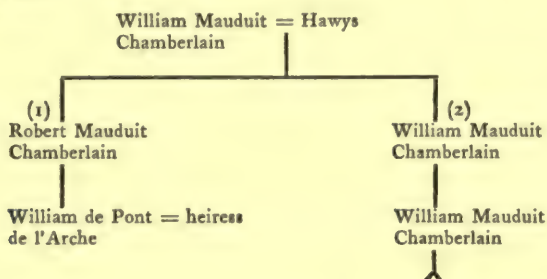 William Mauduit = Hawys
Chamberlain
(1)
(2)
Robert Mauduit
William Mauduit
Chamberlain
Chamberlain
William de Pont = heiress
William Mauduit
de l'Arche
Chamberlain